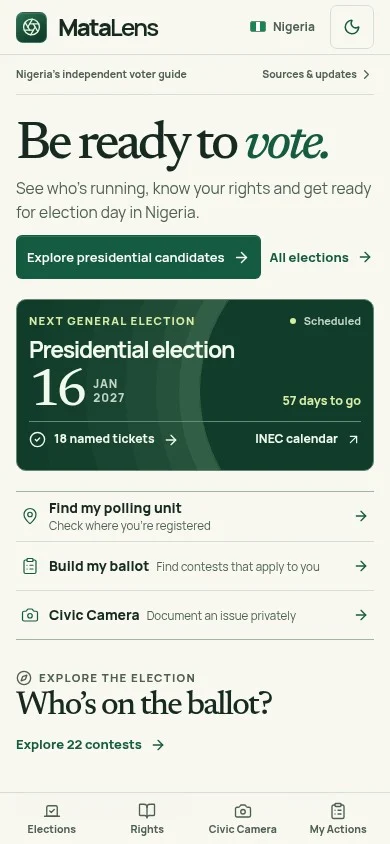 MataLens
Nigeria
Nigeria's independent voter guide
Sources & updates
Be ready to vote.
See who's running, know your rights and get ready
for election day in Nigeria.
Explore presidential candidates
All elections
NEXT GENERAL ELECTION
Scheduled
Presidential election
16 JAN
2027
57 days to go
18 named tickets
INEC calendar
Find my polling unit
Check where you're registered
Build my ballot Find contests that apply to you
Civic Camera Document an issue privately
EXPLORE THE ELECTION
Who's on the ballot?
Explore 22 contests
Elections
Rights
Civic Camera
My Actions